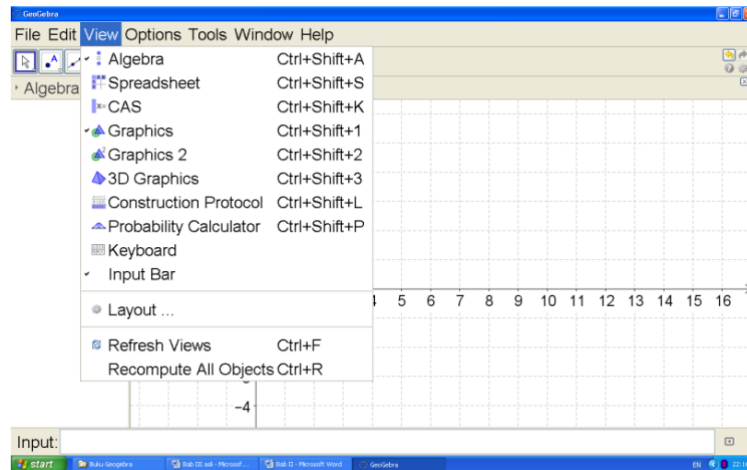 GeoGebra
File Edit View Options Tools Window Help
Algebra Ctrl+Shift+A
Spreadsheet Ctrl+Shift+S
Algebra
CAS Ctrl+Shift+K
Graphics Ctrl+Shift+1
Graphics 2 Ctrl+Shift+2
3D Graphics Ctrl+Shift+3
Construction Protocol Ctrl+Shift+L
Probability Calculator Ctrl+Shift+P
Keyboard
Input Bar
Layout ...
5 6 7 8 9 10 11 12 13 14 15 16
Refresh Views Ctrl+F
Recompute All Objects Ctrl+R
−4
Input:
start Buku Geogebra Bab III asli - Microsof... Bab II - Microsoft Word GeoGebra EN